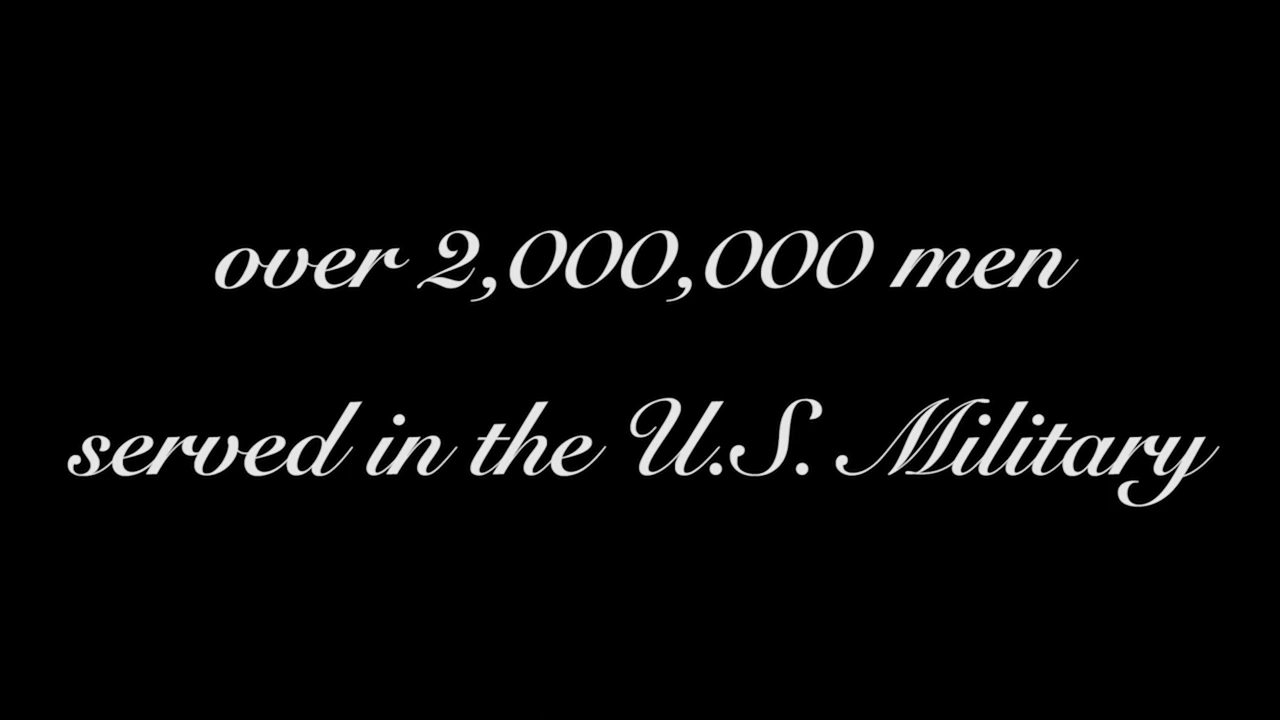 over 2,000,000 men
served in the U.S. Military